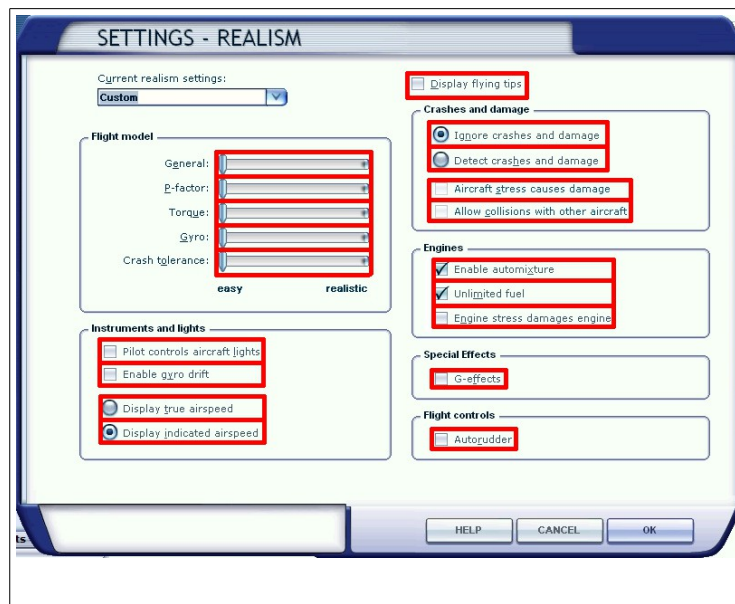 SETTINGS - REALISM
Current realism settings:
Custom
Display flying tips
Flight model
General:
P-factor:
Torque:
Gyro:
Crash tolerance:
easy realistic
Instruments and lights
Pilot controls aircraft lights
Enable gyro drift
Display true airspeed
Display indicated airspeed
Crashes and damage
Ignore crashes and damage
Detect crashes and damage
Aircraft stress causes damage
Allow collisions with other aircraft
Engines
Enable automixture
Unlimited fuel
Engine stress damages engine
Special Effects
G-effects
Flight controls
Autorudder
ts
HELP CANCEL OK